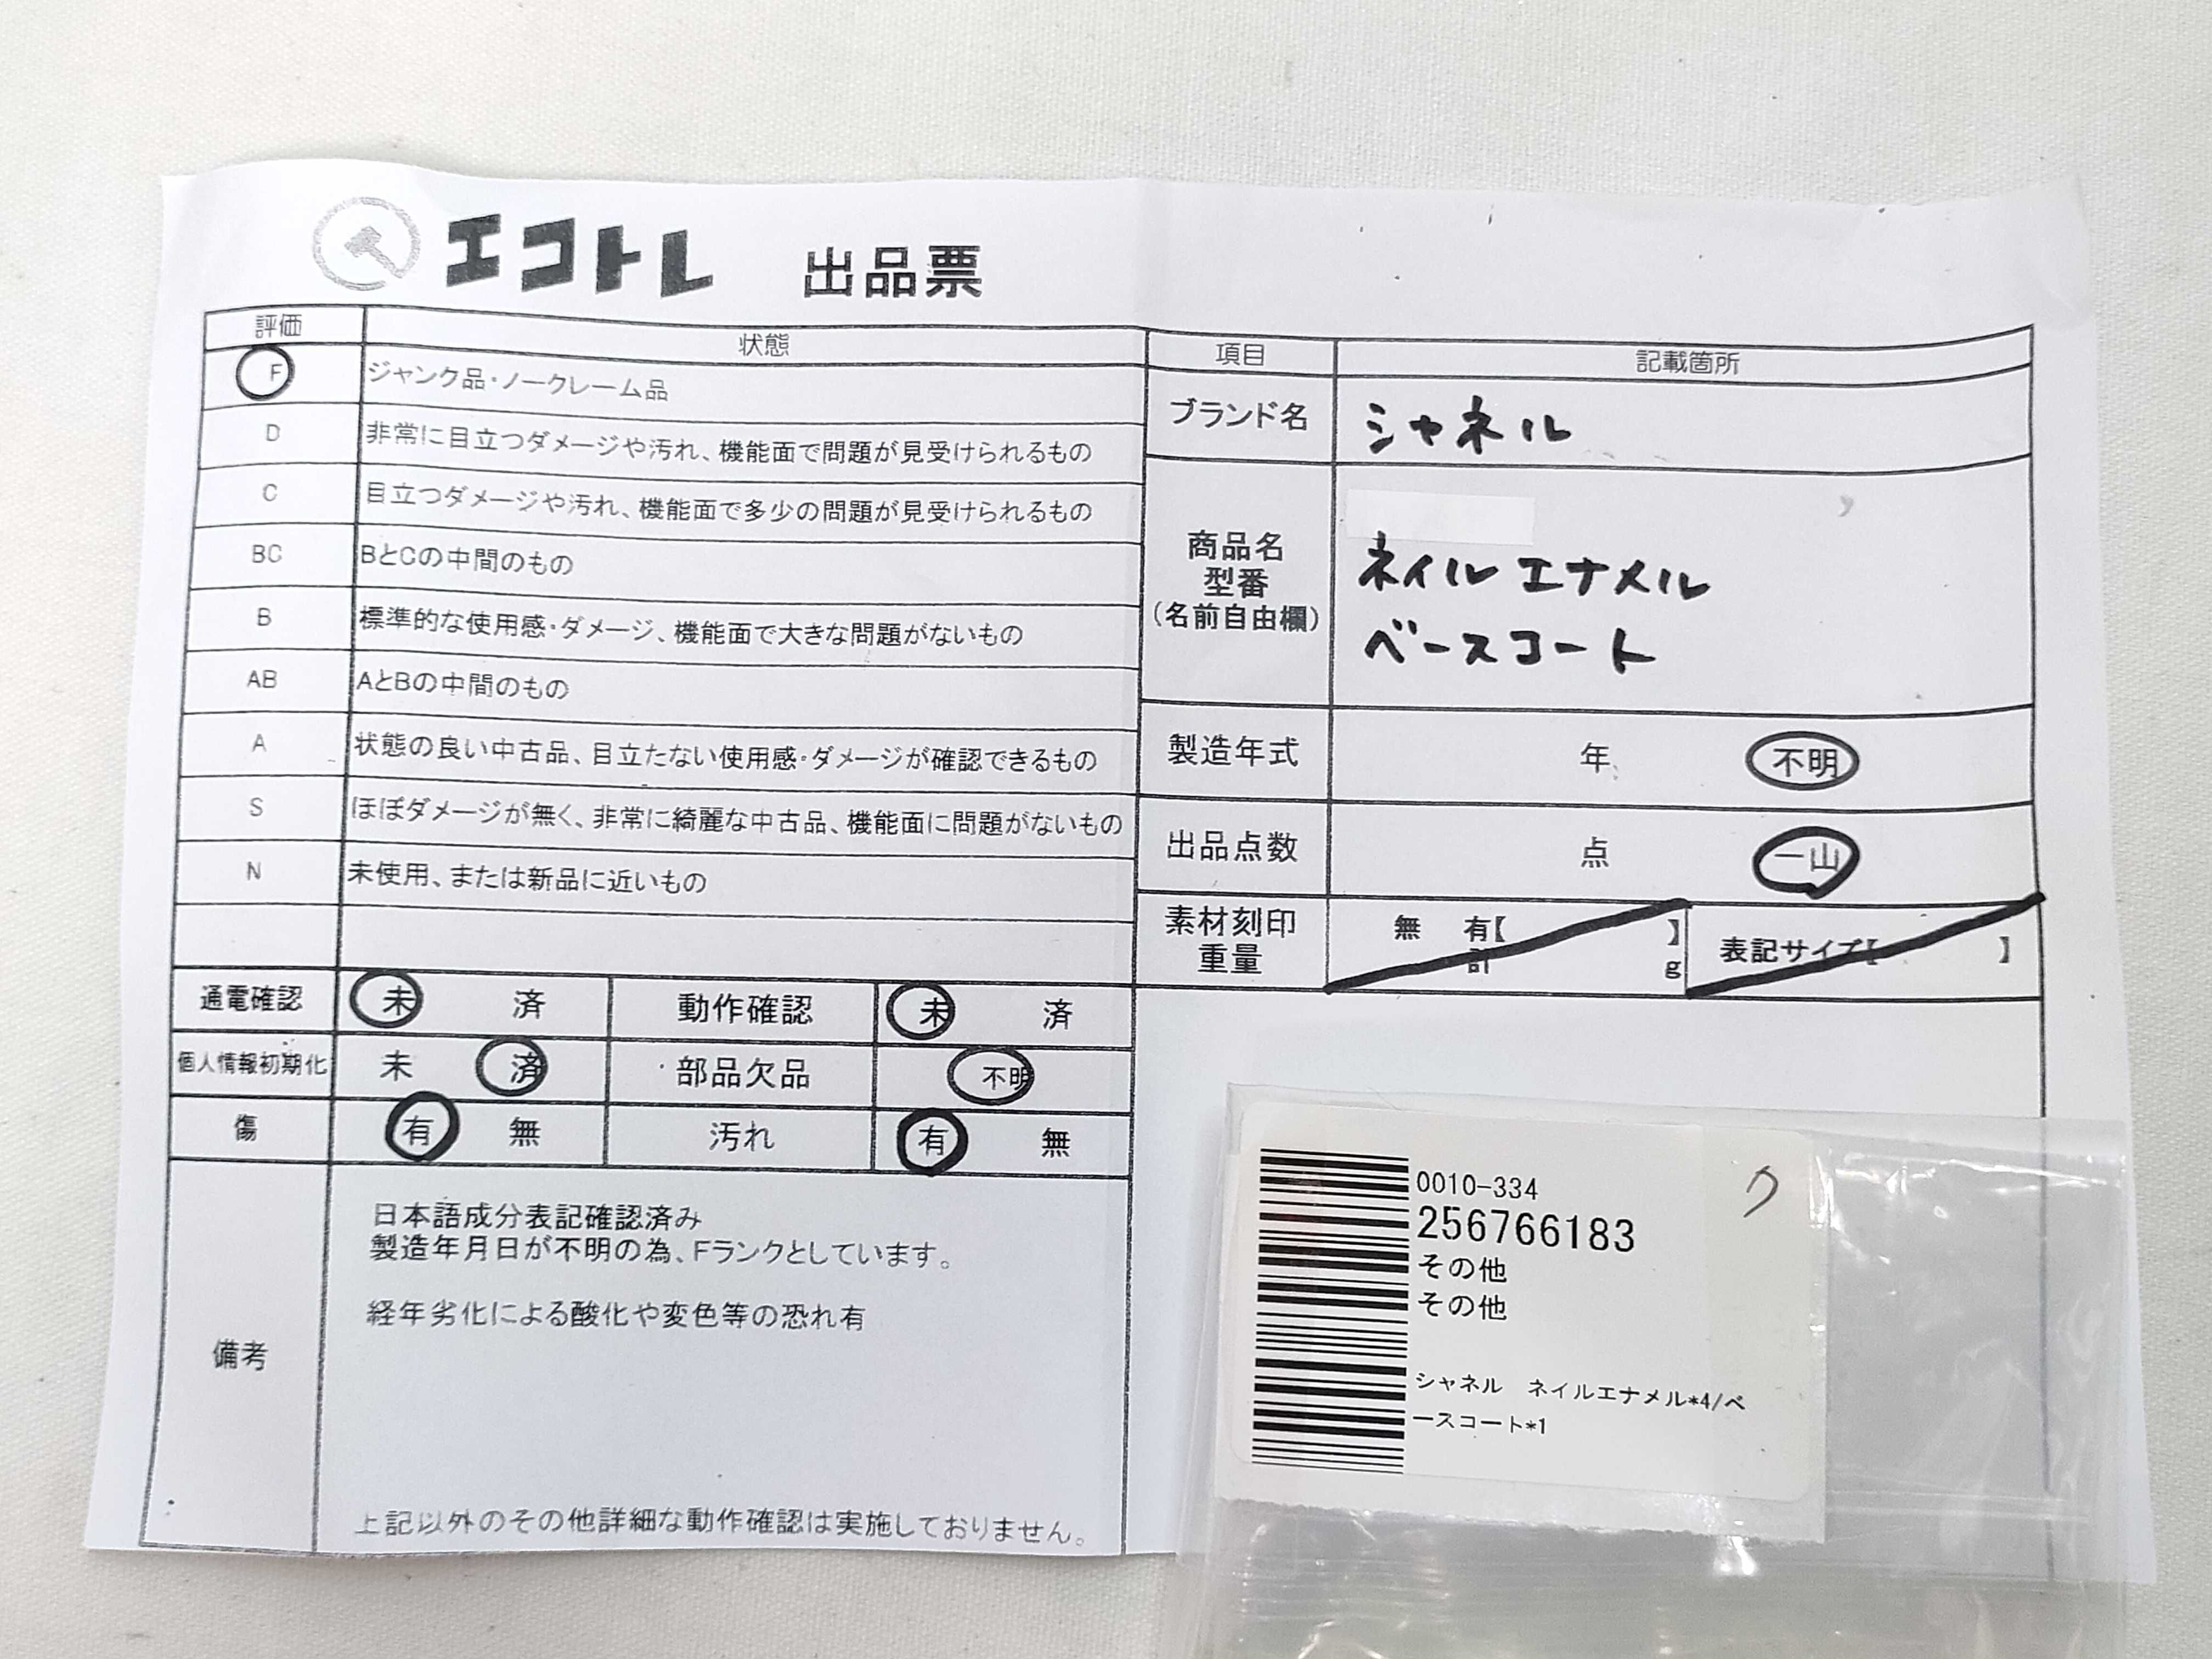 エコトレ 出品票
評価 状態
F ジャンク品・ノークレーム品
D 非常に目立つダメージや汚れ、機能面で問題が見受けられるもの
C 目立つダメージや汚れ、機能面で多少の問題が見受けられるもの
BC BとCの中間のもの
B 標準的な使用感・ダメージ、機能面で大きな問題がないもの
AB AとBの中間のもの
A 状態の良い中古品、目立たない使用感・ダメージが確認できるもの
S ほぼダメージが無く、非常に綺麗な中古品、機能面に問題がないもの
N 未使用、または新品に近いもの
通電確認 未 済 動作確認 未 済
個人情報初期化 未 済 部品欠品 不明
傷 有 無 汚れ 有 無
備考
日本語成分表記確認済み
製造年月日が不明の為、Fランクとしています。
経年劣化による酸化や変色等の恐れ有
上記以外のその他詳細な動作確認は実施しておりません。
項目 記載箇所
ブランド名 シャネル
商品名
型番
(名前自由欄)
ネイルエナメル
ベースコート
製造年式 年 不明
出品点数 点 一山
素材刻印 無 有【 】
重量 計 g
表記サイズ【 】
0010-334
256766183
その他
その他
シャネル ネイルエナメル*4/ベ
ースコート*1
ク